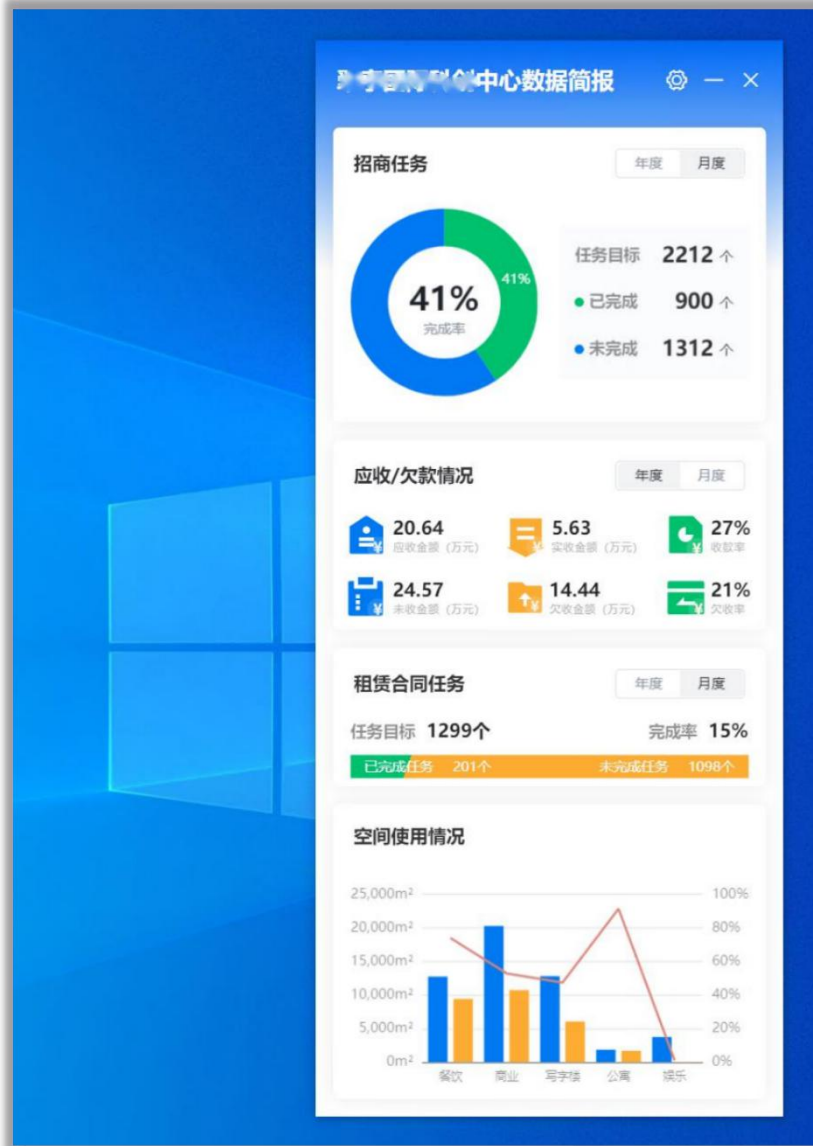 中心数据简报
招商任务 年度 月度
41%
完成率
41%
任务目标 2212 个
已完成 900 个
未完成 1312 个
应收/欠款情况 年度 月度
20.64 5.63 27%
应收金额（万元） 实收金额（万元） 收款率
24.57 14.44 21%
未收金额（万元） 欠收金额（万元） 欠收率
租赁合同任务 年度 月度
任务目标 1299个 完成率 15%
已完成任务 201个 未完成任务 1098个
空间使用情况
25,000m² 100%
20,000m² 80%
15,000m² 60%
10,000m² 40%
5,000m² 20%
0m² 0%
餐饮 商业 写字楼 公寓 娱乐